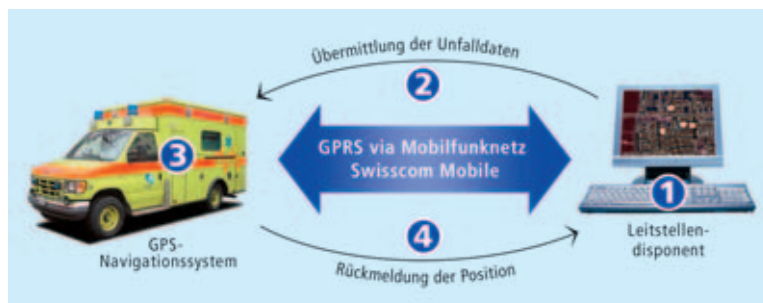 Übermittlung der Unfalldaten
2
3
GPRS via Mobilfunknetz
Swisscom Mobile
1
4
GPS-
Navigationssystem
Leitstellen-
disponent
Rückmeldung der Position